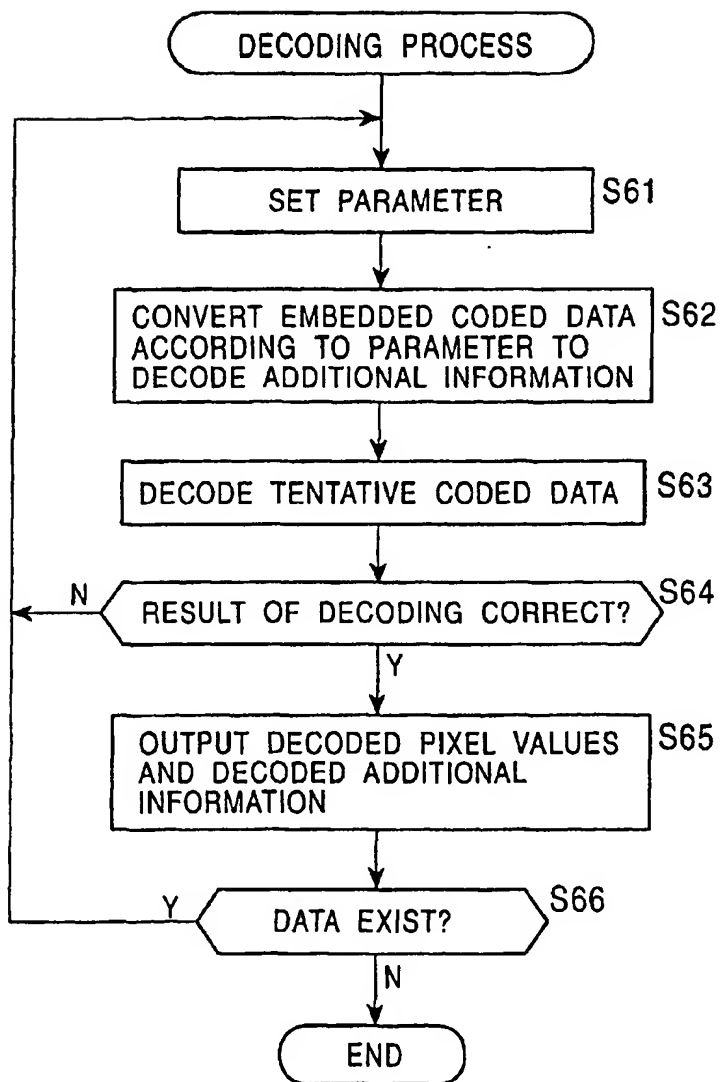 DECODING PROCESS
SET PARAMETER
S61
CONVERT EMBEDDED CODED DATA
ACCORDING TO PARAMETER TO
DECODE ADDITIONAL INFORMATION
S62
DECODE TENTATIVE CODED DATA
S63
N
RESULT OF DECODING CORRECT?
S64
Y
OUTPUT DECODED PIXEL VALUES
AND DECODED ADDITIONAL
INFORMATION
S65
Y
DATA EXIST?
S66
N
END